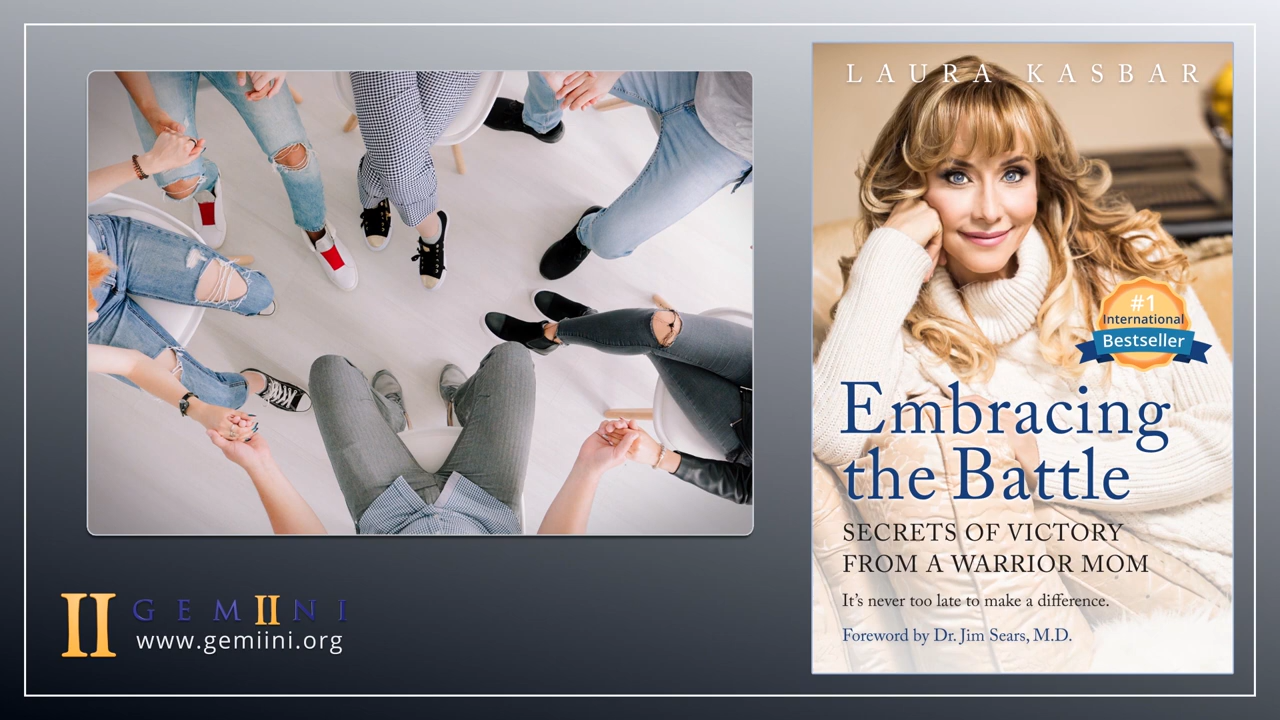 LAURA KASBAR
#1
International
Bestseller
Embracing
the Battle
SECRETS OF VICTORY
FROM A WARRIOR MOM
It's never too late to make a difference.
Foreword by Dr. Jim Sears, M.D.
II GEMIINI
www.gemiini.org